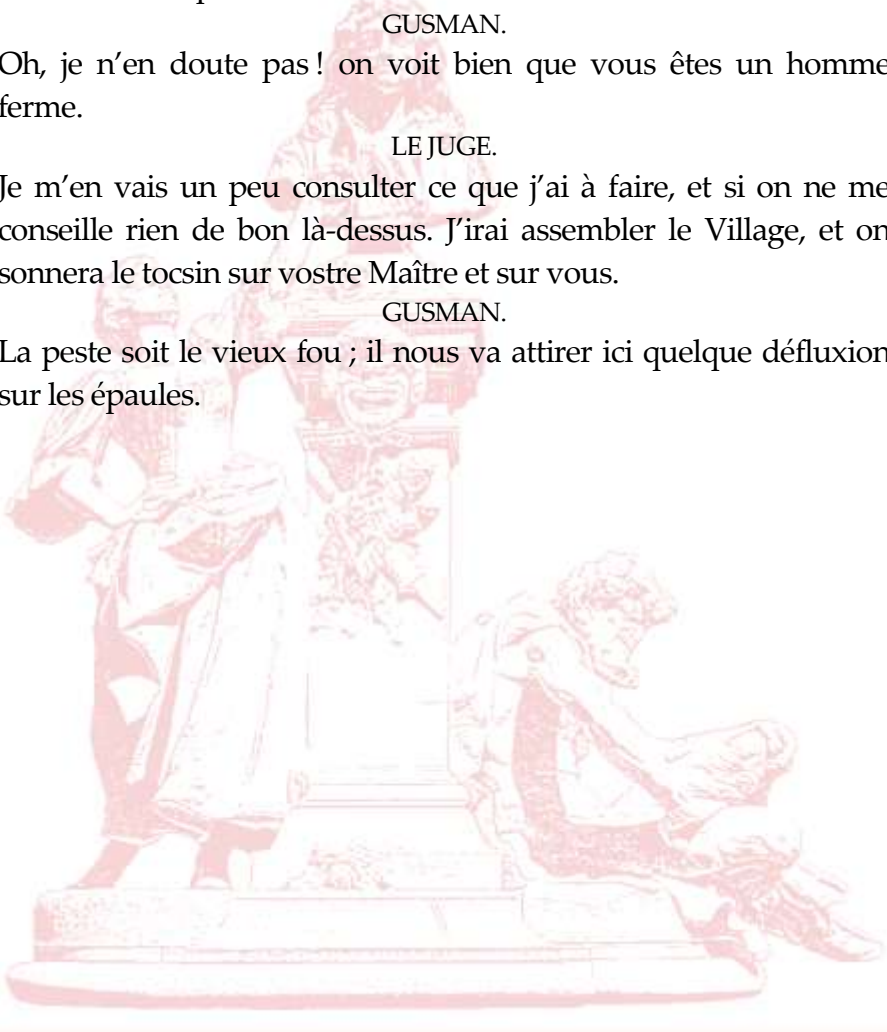 GUSMAN.
Oh, je n’en doute pas ! on voit bien que vous êtes un homme
ferme.
LE JUGE.
Je m’en vais un peu consulter ce que j’ai à faire, et si on ne me
conseille rien de bon là-dessus. J’irai assembler le Village, et on
sonnera le tocsin sur vostre Maître et sur vous.
GUSMAN.
La peste soit le vieux fou ; il nous va attirer ici quelque défluxion
sur les épaules.